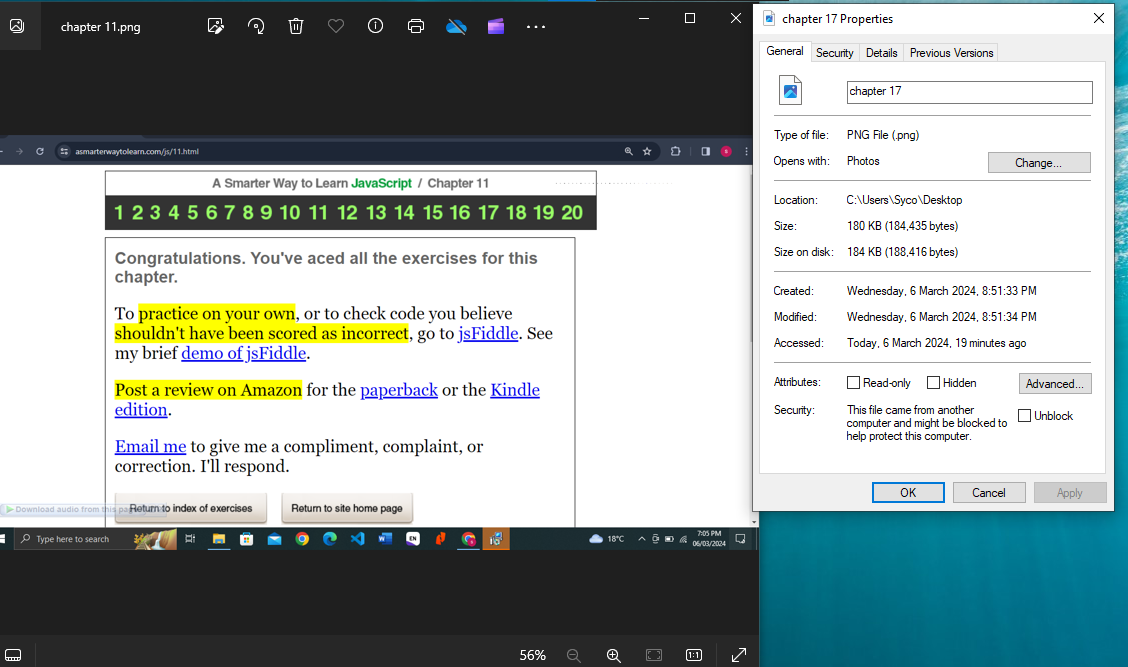 chapter 11.png
asmarterwaytolearn.com/js/11.html
A Smarter Way to Learn JavaScript / Chapter 11
1 2 3 4 5 6 7 8 9 10 11 12 13 14 15 16 17 18 19 20
Congratulations. You've aced all the exercises for this
chapter.
To practice on your own, or to check code you believe
shouldn't have been scored as incorrect, go to jsFiddle. See
my brief demo of jsFiddle.
Post a review on Amazon for the paperback or the Kindle
edition.
Email me to give me a compliment, complaint, or
correction. I'll respond.
Download audio from this page
Return to index of exercises
Return to site home page
Type here to search
EN
18°C
7:05 PM
06/03/2024
56%
1:1
chapter 17 Properties
General Security Details Previous Versions
chapter 17
Type of file: PNG File (.png)
Opens with: Photos Change...
Location: C:\Users\Syco\Desktop
Size: 180 KB (184,435 bytes)
Size on disk: 184 KB (188,416 bytes)
Created: Wednesday, 6 March 2024, 8:51:33 PM
Modified: Wednesday, 6 March 2024, 8:51:34 PM
Accessed: Today, 6 March 2024, 19 minutes ago
Attributes: Read-only Hidden Advanced...
Security: This file came from another
computer and might be blocked to
help protect this computer.
Unblock
OK Cancel Apply